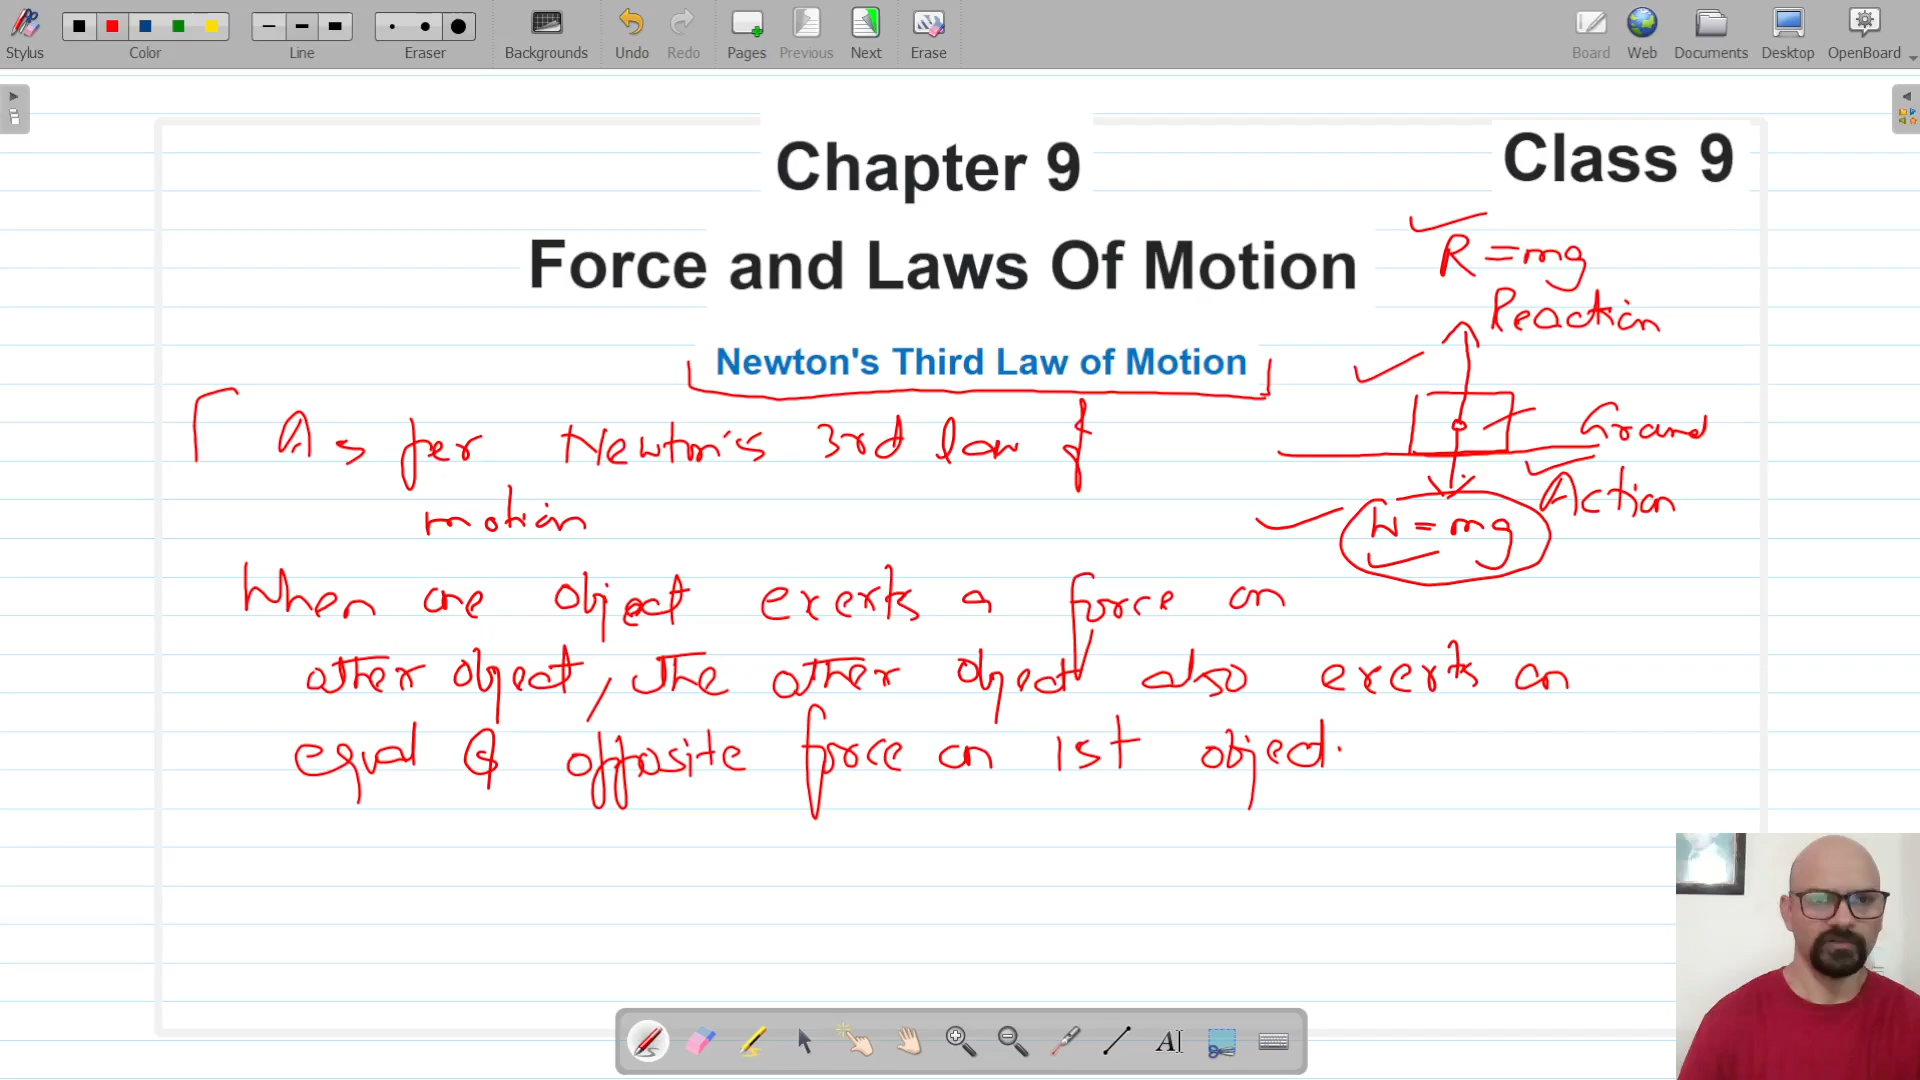 Stylus
Color
Line
Eraser
Backgrounds
Undo
Redo
Pages
Previous
Next
Erase
Board
Web
Documents
Desktop
OpenBoard
Chapter 9
Class 9
Force and Laws Of Motion
Newton's Third Law of Motion
R = mg
Reaction
Ground
Action
W = mg
As per Newton's 3rd law of
motion
When one object exerts a force on
other object, the other object also exerts an
equal & opposite force on 1st object.